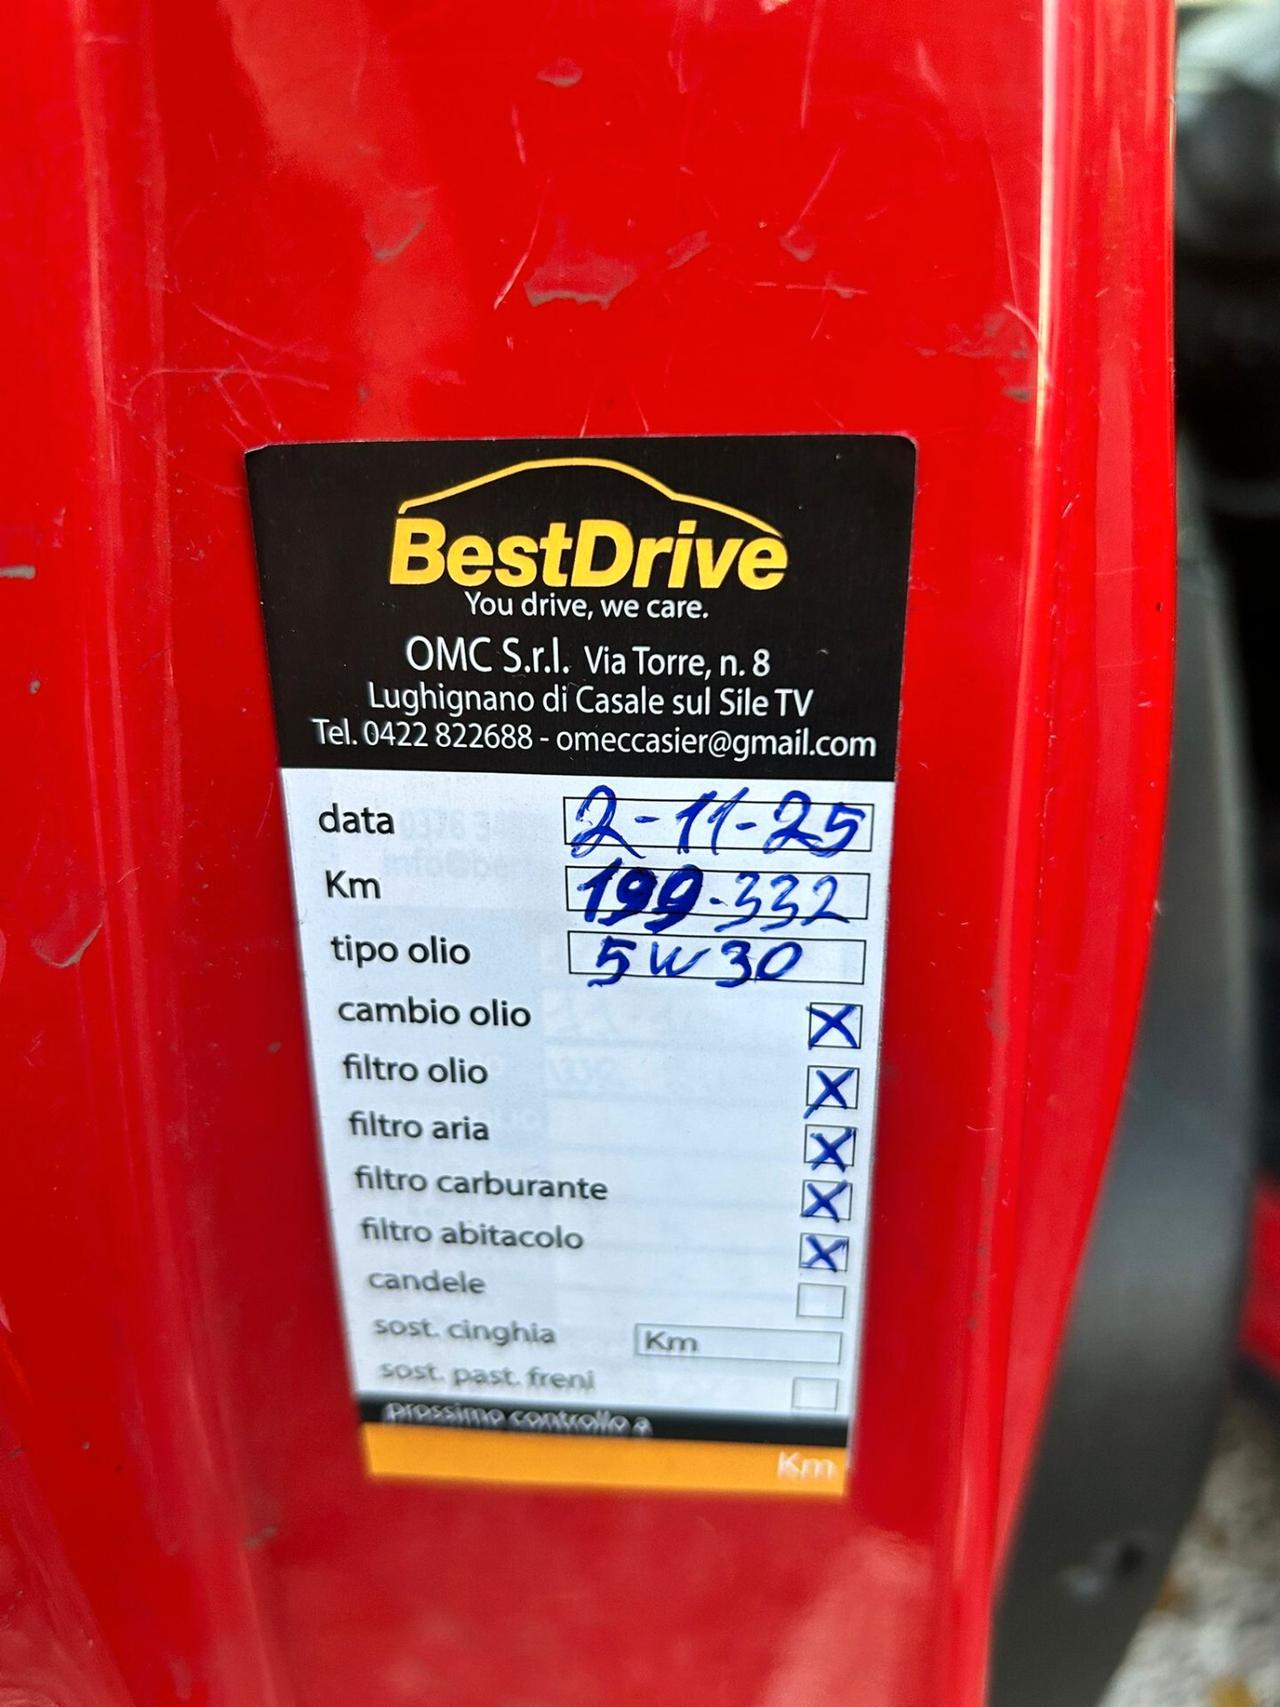 BestDrive
You drive, we care.
OMC S.r.l. Via Torre, n. 8
Lughignano di Casale sul Sile TV
Tel. 0422 822688 - omeccasier@gmail.com
data 2-11-25
Km 199.332
tipo olio 5W30
cambio olio X
filtro olio X
filtro aria X
filtro carburante X
filtro abitacolo X
candele
sost. cinghia Km
sost. past. freni
prossimo controllo a
Km